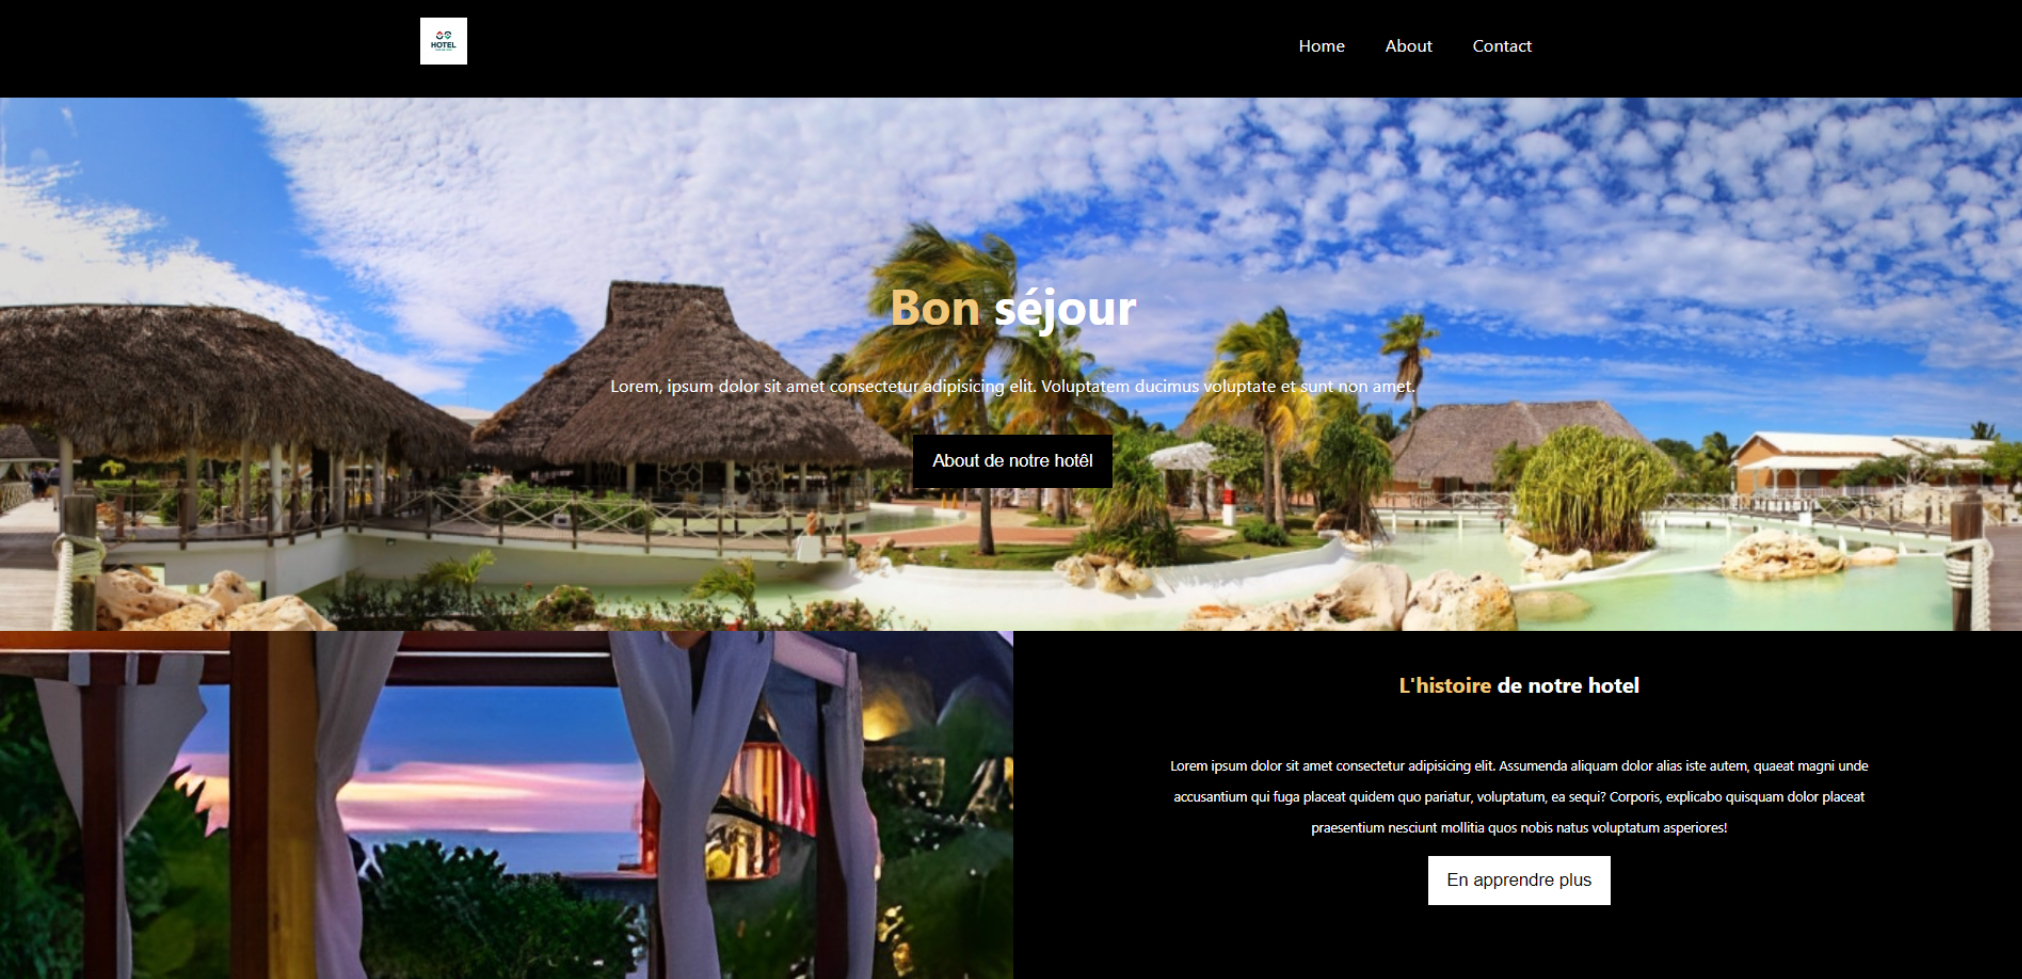 HOTEL
Home About Contact
Bon séjour
Lorem, ipsum dolor sit amet consectetur adipisicing elit. Voluptatem ducimus voluptate et sunt non amet.
About de notre hotêl
L'histoire de notre hotel
Lorem ipsum dolor sit amet consectetur adipisicing elit. Assumenda aliquam dolor alias iste autem, quaeat magni unde
accusantium qui fuga placeat quidem quo pariatur, voluptatum, ea sequi? Corporis, explicabo quisquam dolor placeat
praesentium nesciunt mollitia quos nobis natus voluptatum asperiores!
En apprendre plus